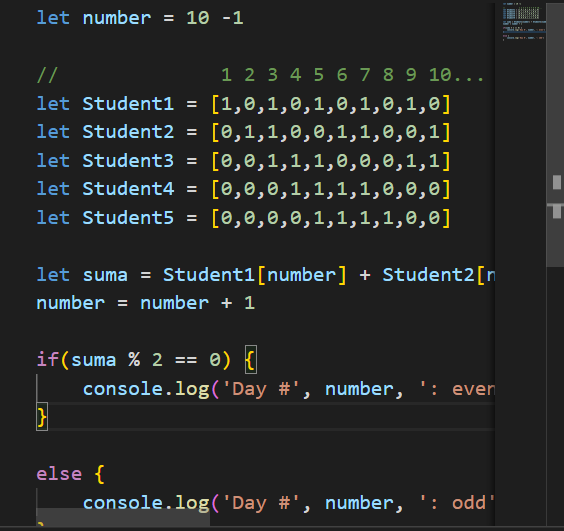 let number = 10 -1
// 1 2 3 4 5 6 7 8 9 10...
let Student1 = [1,0,1,0,1,0,1,0,1,0]
let Student2 = [0,1,1,0,0,1,1,0,0,1]
let Student3 = [0,0,1,1,1,0,0,0,1,1]
let Student4 = [0,0,0,1,1,1,1,0,0,0]
let Student5 = [0,0,0,0,1,1,1,1,0,0]
let suma = Student1[number] + Student2[n
number = number + 1
if(suma % 2 == 0) {
console.log('Day #', number, ': even
}
else {
console.log('Day #', number, ': odd'
}